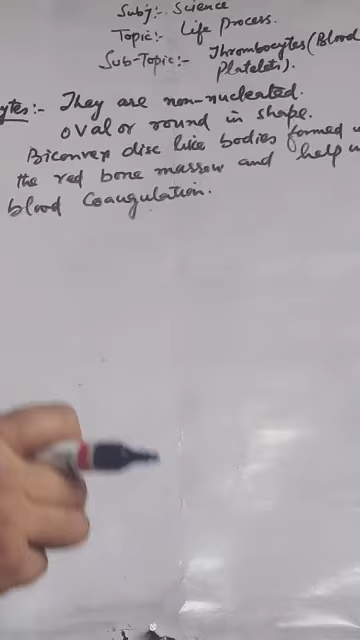 Subj:- Science
Topic:- Life Process.
Sub-Topic:- Thrombocytes (Blood
Platelets).
ytes:- They are non-nucleated.
oval or round in shape.
Biconvex disc like bodies formed
the red bone marrow and help
blood Coagulation.